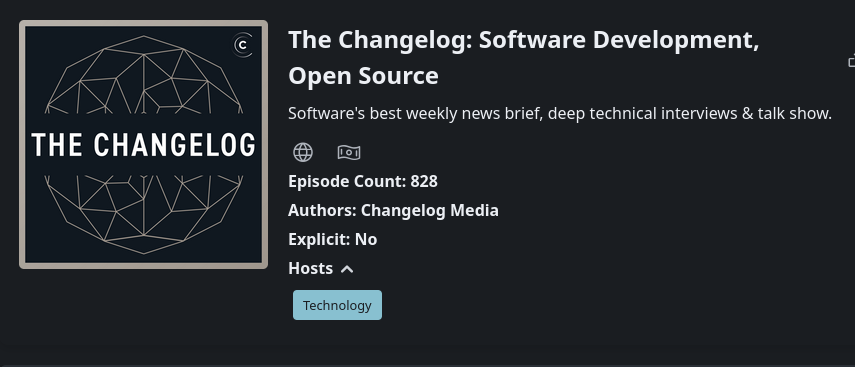 C
THE CHANGELOG
The Changelog: Software Development,
Open Source
Software's best weekly news brief, deep technical interviews & talk show.
Episode Count: 828
Authors: Changelog Media
Explicit: No
Hosts
Technology